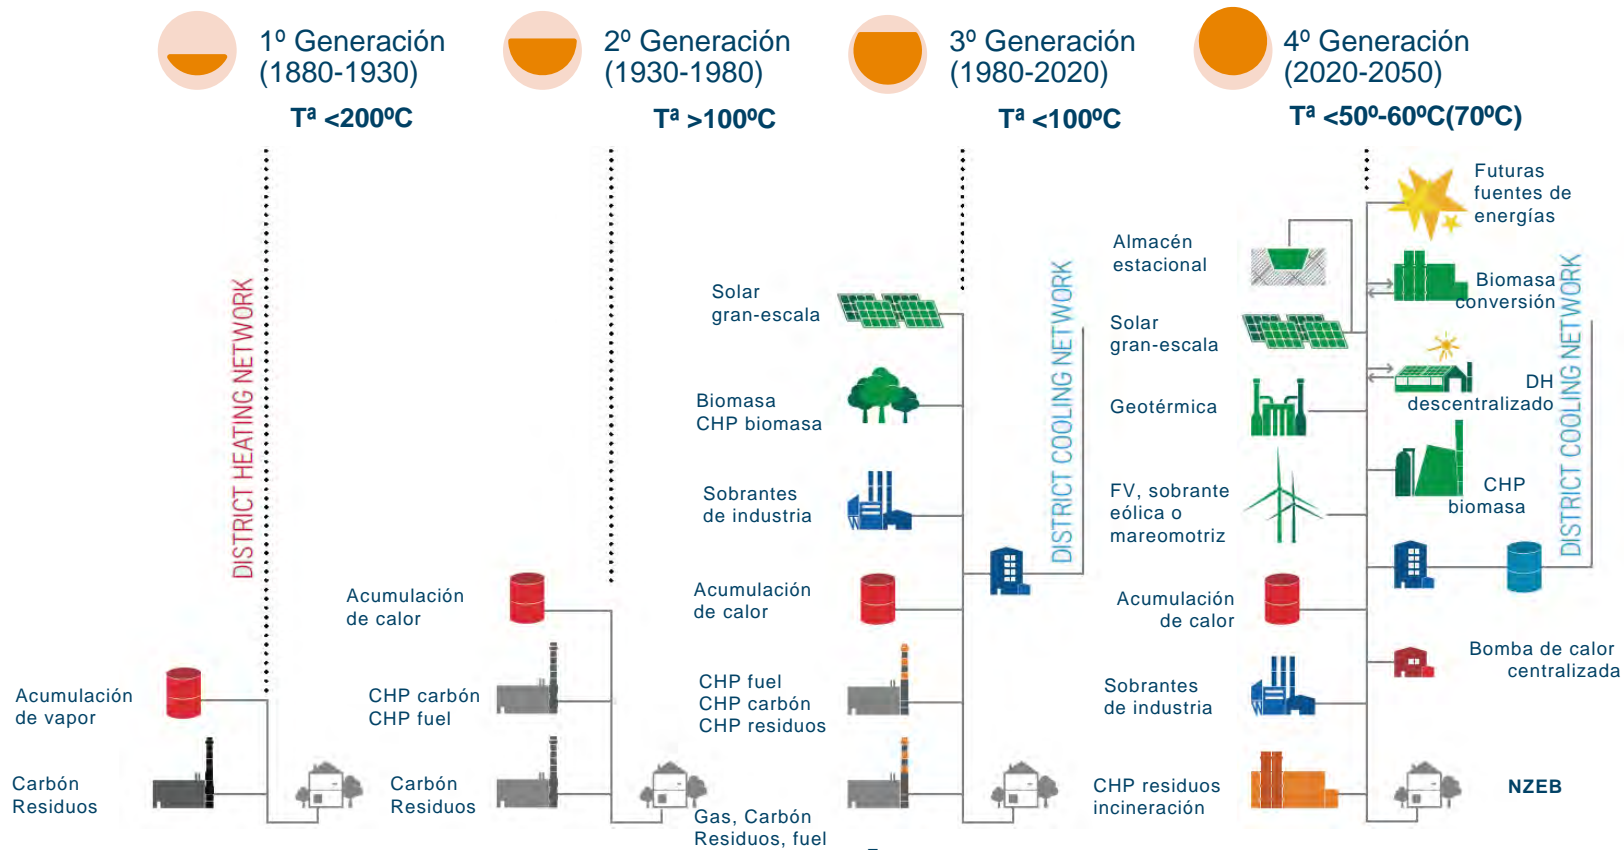 1º Generación
(1880-1930)
Tª <200ºC
2º Generación
(1930-1980)
Tª >100ºC
3º Generación
(1980-2020)
Tª <100ºC
4º Generación
(2020-2050)
Tª <50º-60ºC(70ºC)
DISTRICT HEATING NETWORK
Acumulación
de vapor
Carbón
Residuos
Acumulación
de calor
CHP carbón
CHP fuel
Carbón
Residuos
Solar
gran-escala
Biomasa
CHP biomasa
Sobrantes
de industria
Acumulación
de calor
CHP fuel
CHP carbón
CHP residuos
Gas, Carbón
Residuos, fuel
DISTRICT COOLING NETWORK
Almacén
estacional
Solar
gran-escala
Geotérmica
FV, sobrante
eólica o
mareomotriz
Acumulación
de calor
Sobrantes
de industria
CHP residuos
incineración
Futuras
fuentes de
energías
Biomasa
conversión
DH
descentralizado
CHP
biomasa
DISTRICT COOLING NETWORK
Bomba de calor
centralizada
NZEB